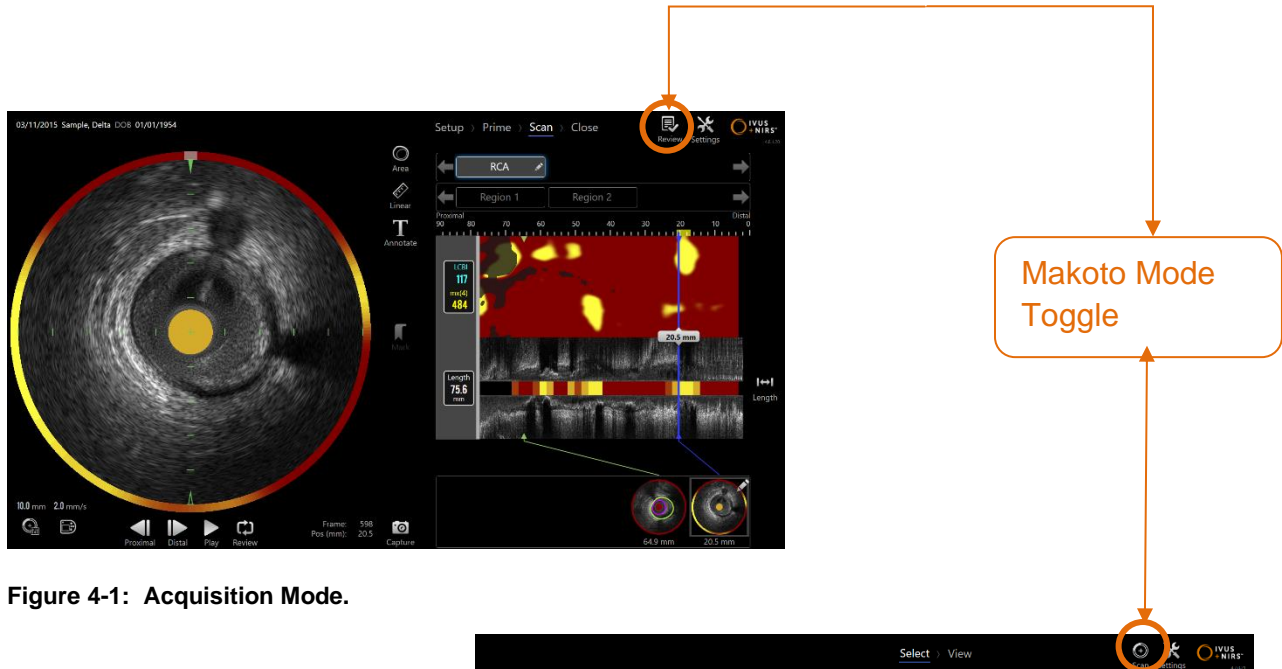 03/11/2015 Sample, Delta DOB 01/01/1954
Setup > Prime > Scan > Close
Review
Settings
IVUS
+NIRS
Area
Linear
Annotate
Mark
RCA
Region 1
Region 2
Proximal
Distal
90 80 70 60 50 40 30 20 10 0
LCBI
117
mx(4)
484
20.5 mm
Length
75.6
mm
Length
10.0 mm 2.0 mm/s
Proximal
Distal
Play
Review
Frame: 598
Pos (mm): 20.5
Capture
64.9 mm
20.5 mm
Makoto Mode
Toggle
Figure 4-1: Acquisition Mode.
Select > View
Scan
Settings
IVUS
+NIRS